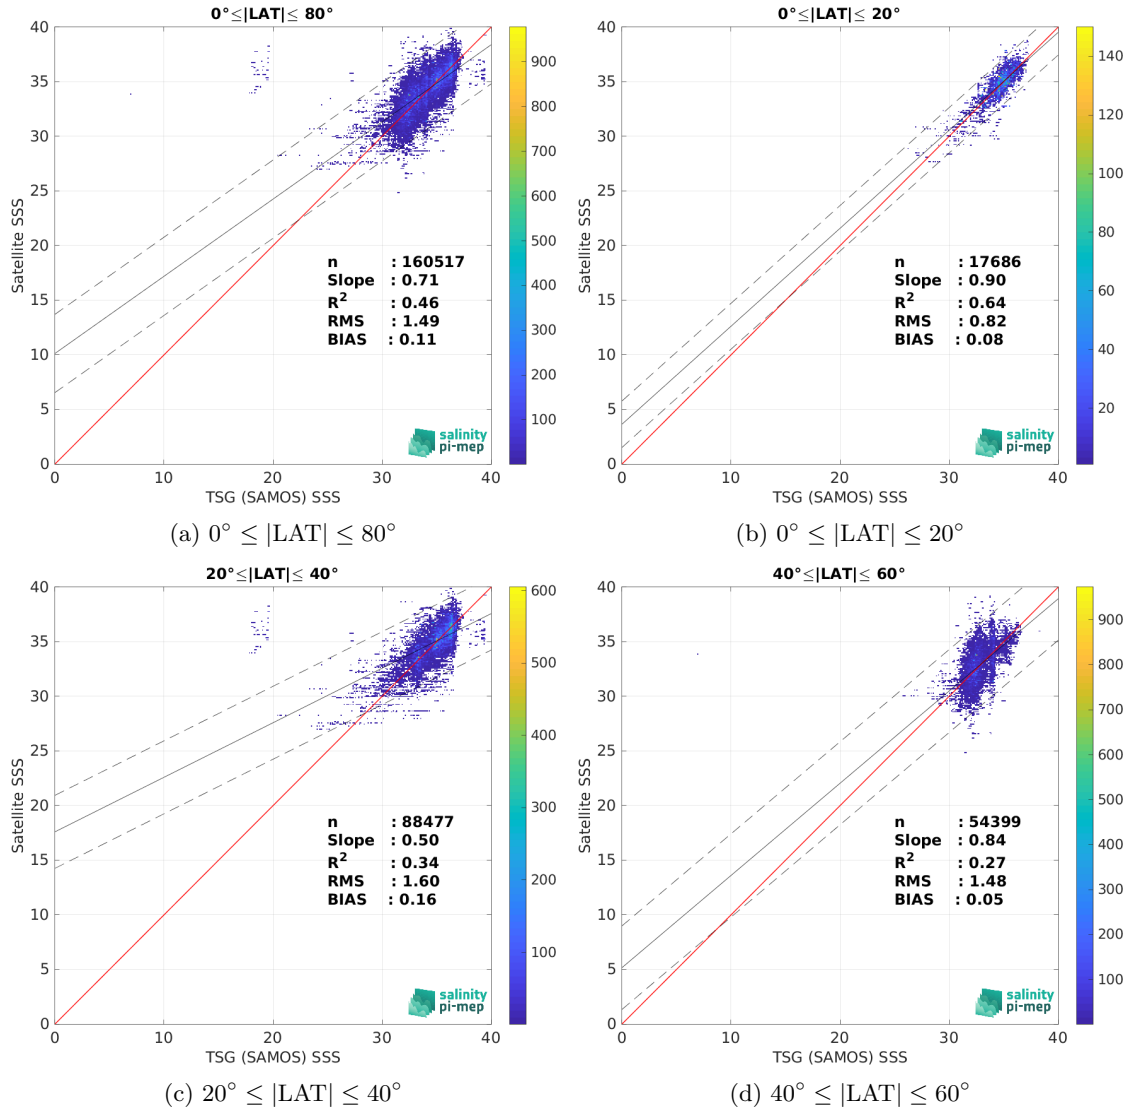 0°≤|LAT|≤ 80°
40
35
30
25
20
15
10
5
0
Satellite SSS
n : 160517
Slope : 0.71
R² : 0.46
RMS : 1.49
BIAS : 0.11
salinity
pi-mep
0 10 20 30 40
TSG (SAMOS) SSS
900
800
700
600
500
400
300
200
100
(a) 0° ≤ |LAT| ≤ 80°
0°≤|LAT|≤ 20°
40
35
30
25
20
15
10
5
0
Satellite SSS
n : 17686
Slope : 0.90
R² : 0.64
RMS : 0.82
BIAS : 0.08
salinity
pi-mep
0 10 20 30 40
TSG (SAMOS) SSS
140
120
100
80
60
40
20
(b) 0° ≤ |LAT| ≤ 20°
20°≤|LAT|≤ 40°
40
35
30
25
20
15
10
5
0
Satellite SSS
n : 88477
Slope : 0.50
R² : 0.34
RMS : 1.60
BIAS : 0.16
salinity
pi-mep
0 10 20 30 40
TSG (SAMOS) SSS
600
500
400
300
200
100
(c) 20° ≤ |LAT| ≤ 40°
40°≤|LAT|≤ 60°
40
35
30
25
20
15
10
5
0
Satellite SSS
n : 54399
Slope : 0.84
R² : 0.27
RMS : 1.48
BIAS : 0.05
salinity
pi-mep
0 10 20 30 40
TSG (SAMOS) SSS
900
800
700
600
500
400
300
200
100
(d) 40° ≤ |LAT| ≤ 60°